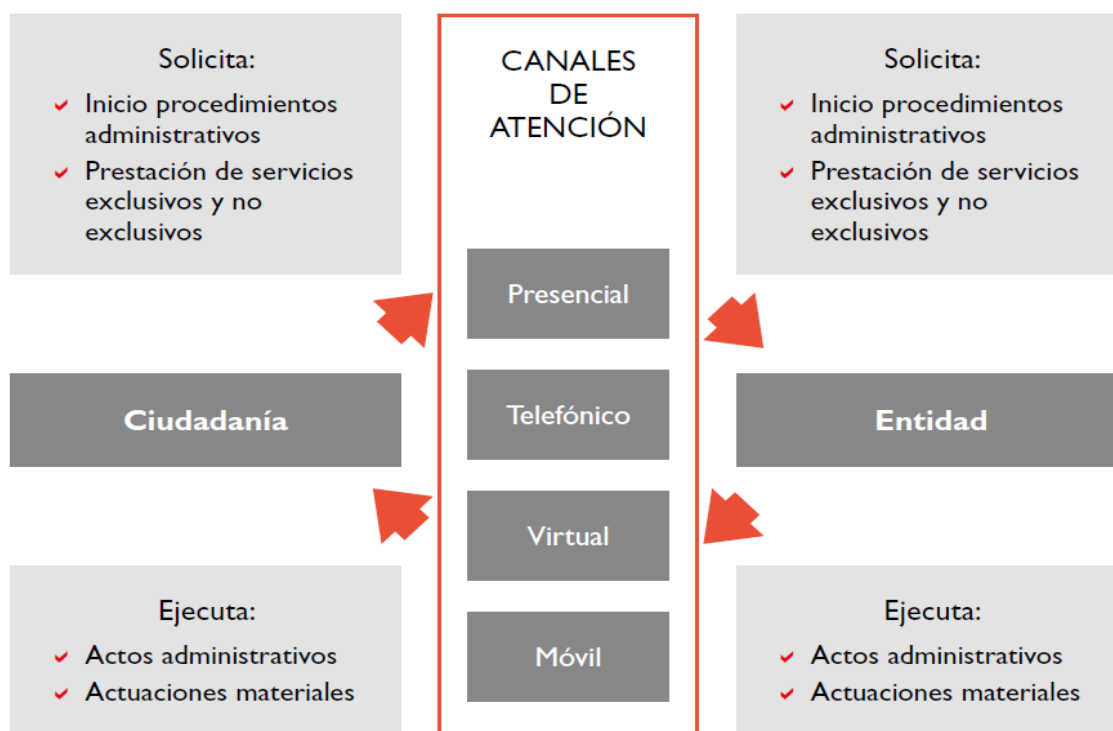 Solicita:
Inicio procedimientos
administrativos
Prestación de servicios
exclusivos y no
exclusivos
Ciudadanía
Ejecuta:
Actos administrativos
Actuaciones materiales
CANALES
DE
ATENCIÓN
Presencial
Telefónico
Virtual
Móvil
Solicita:
Inicio procedimientos
administrativos
Prestación de servicios
exclusivos y no
exclusivos
Entidad
Ejecuta:
Actos administrativos
Actuaciones materiales